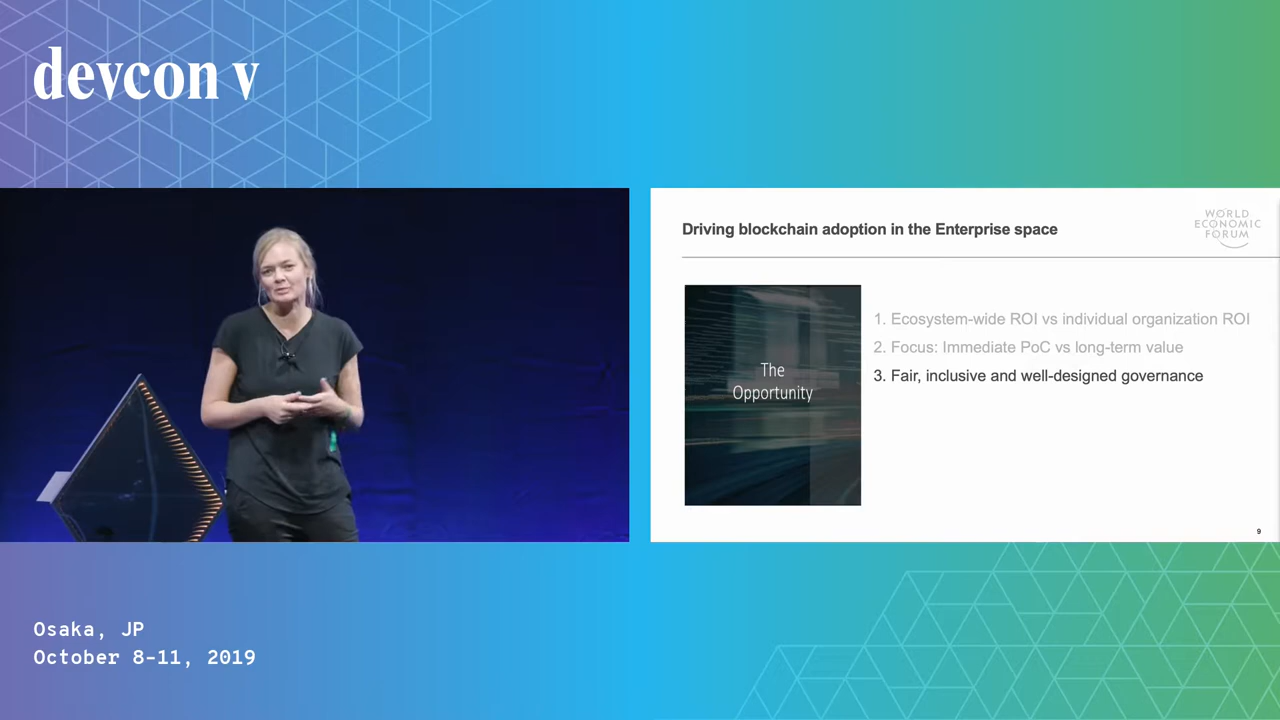 devcon v
Driving blockchain adoption in the Enterprise space
WORLD
ECONOMIC
FORUM
The
Opportunity
1. Ecosystem-wide ROI vs individual organization ROI
2. Focus: Immediate PoC vs long-term value
3. Fair, inclusive and well-designed governance
9
Osaka, JP
October 8-11, 2019